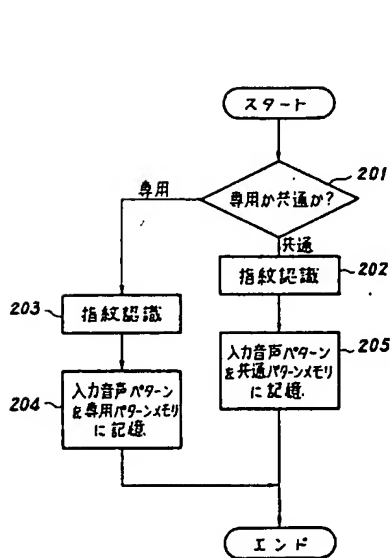 スタート
201
専用か共通か?
専用
共通
202
指紋認識
203
指紋認識
205
入力音声パターン
を共通パターンメモリ
に記憶.
204
入力音声パターン
を専用パターンメモリ
に記憶.
エンド